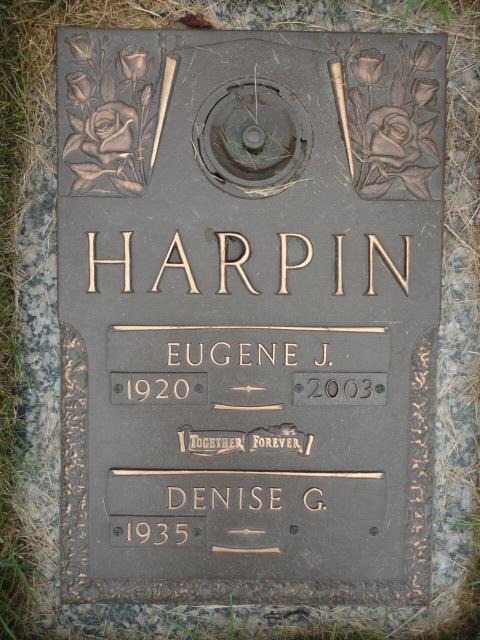 HARPIN
EUGENE J.
1920 2003
TOGETHER FOREVER
DENISE G.
1935